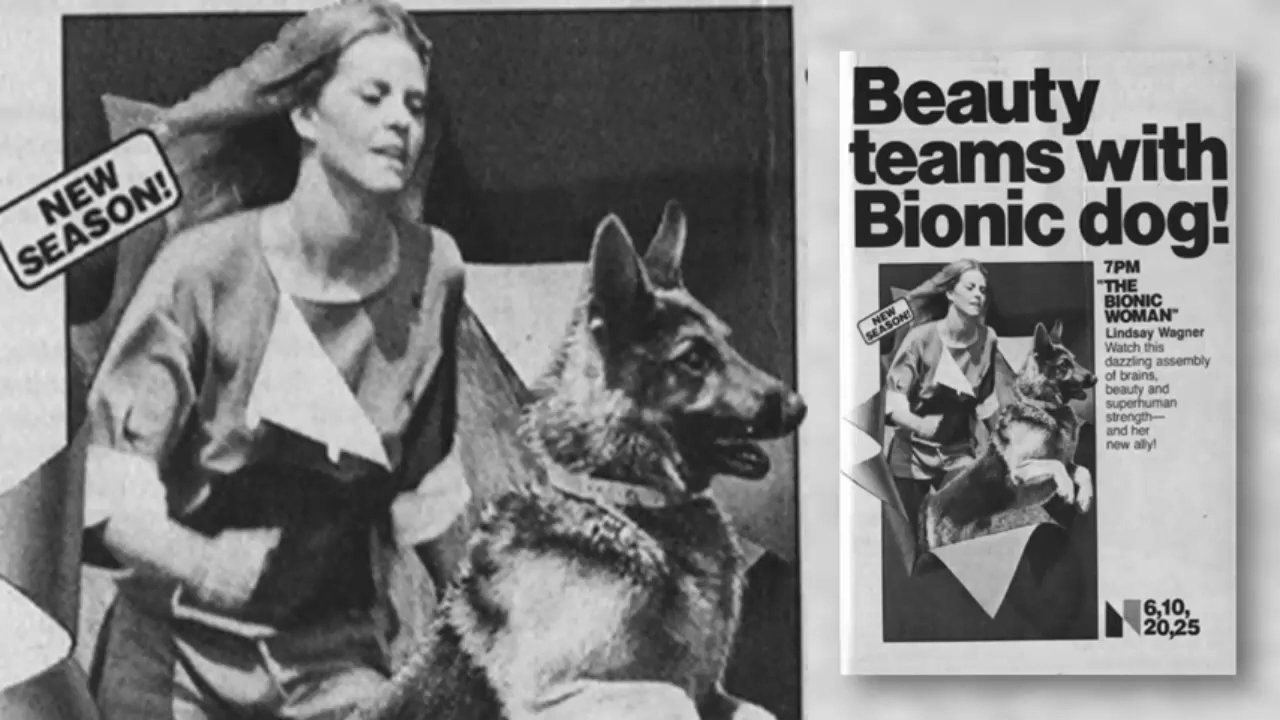 NEW
SEASON!
Beauty
teams with
Bionic dog!
7PM
"THE
BIONIC
WOMAN"
Lindsay Wagner
Watch this
dazzling assembly
of brains,
beauty and
superhuman
strength—
and her
new ally!
NEW
SEASON!
6,10,
20,25